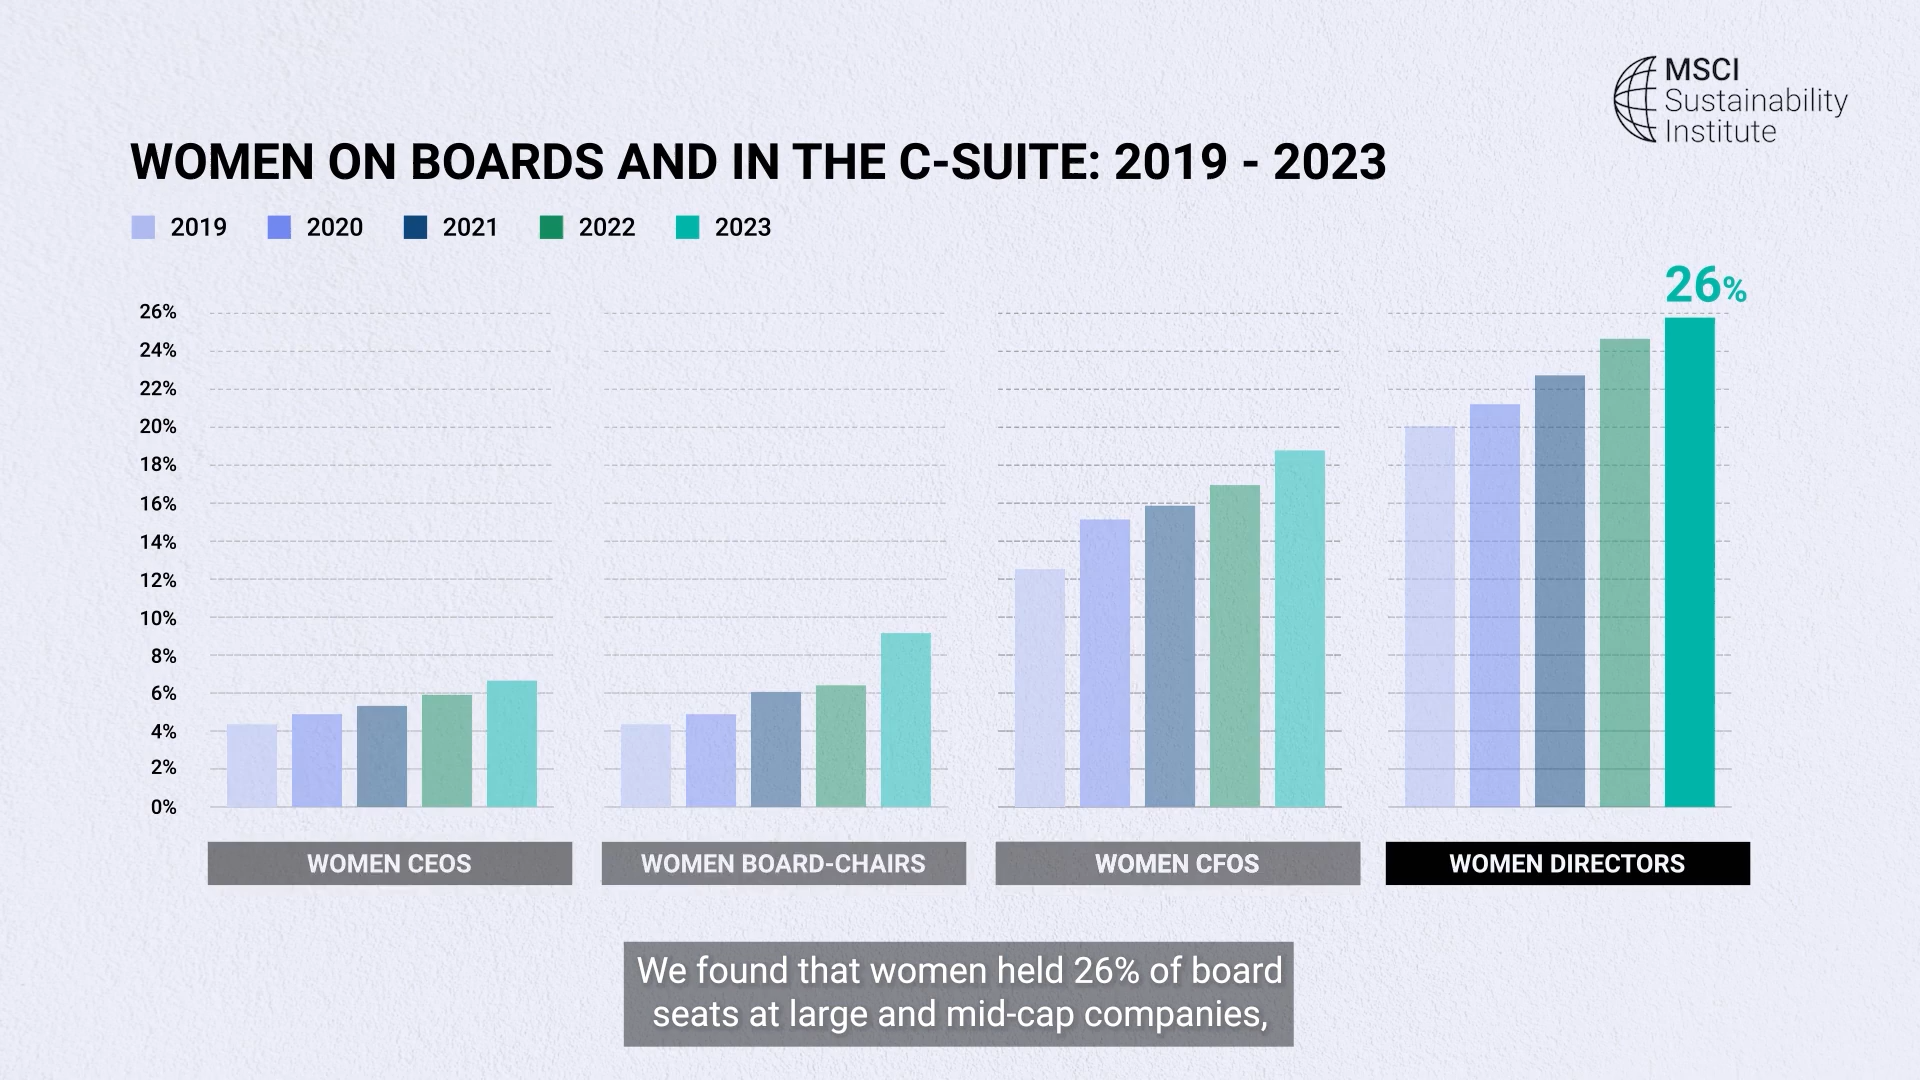 MSCI
Sustainability
Institute
WOMEN ON BOARDS AND IN THE C-SUITE: 2019 - 2023
2019 2020 2021 2022 2023
26%
26%
24%
22%
20%
18%
16%
14%
12%
10%
8%
6%
4%
2%
0%
WOMEN CEOS WOMEN BOARD-CHAIRS WOMEN CFOS WOMEN DIRECTORS
We found that women held 26% of board
seats at large and mid-cap companies,